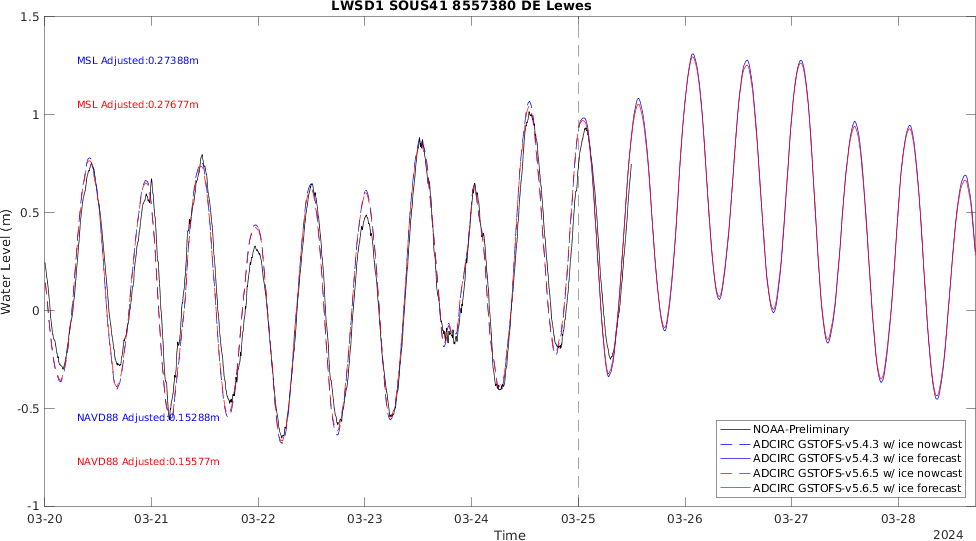 LWSD1 SOUS41 8557380 DE Lewes
1.5
MSL Adjusted:0.27388m
MSL Adjusted:0.27677m
1
0.5
Water Level (m)
0
-0.5
NAVD88 Adjusted:0.15288m
NAVD88 Adjusted:0.15577m
NOAA-Preliminary
ADCIRC GSTOFS-v5.4.3 w/ ice nowcast
ADCIRC GSTOFS-v5.4.3 w/ ice forecast
ADCIRC GSTOFS-v5.6.5 w/ ice nowcast
ADCIRC GSTOFS-v5.6.5 w/ ice forecast
-1
03-20 03-21 03-22 03-23 03-24 03-25 03-26 03-27 03-28
Time
2024